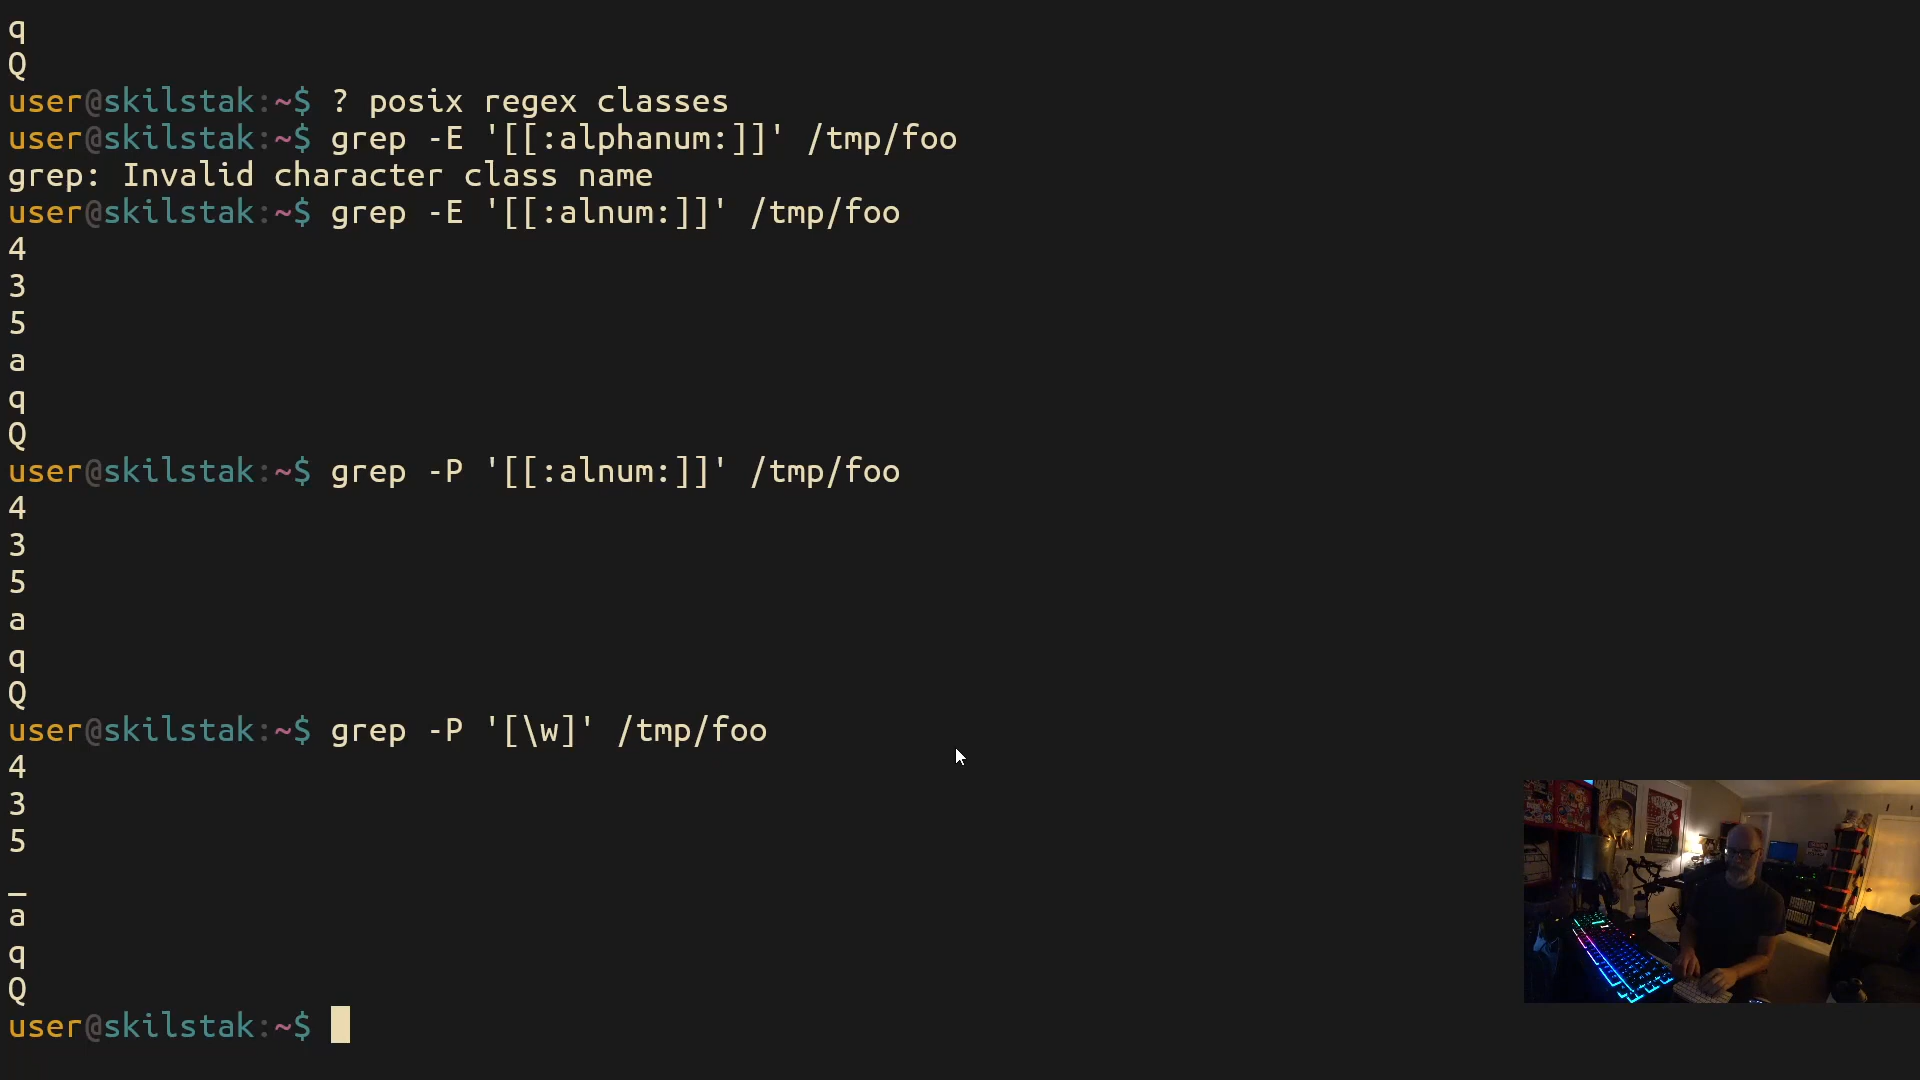 q
Q
user@skilstak:~$ ? posix regex classes
user@skilstak:~$ grep -E '[[:alphanum:]]' /tmp/foo
grep: Invalid character class name
user@skilstak:~$ grep -E '[[:alnum:]]' /tmp/foo
4
3
5
a
q
Q
user@skilstak:~$ grep -P '[[:alnum:]]' /tmp/foo
4
3
5
a
q
Q
user@skilstak:~$ grep -P '[\w]' /tmp/foo
4
3
5
_
a
q
Q
user@skilstak:~$